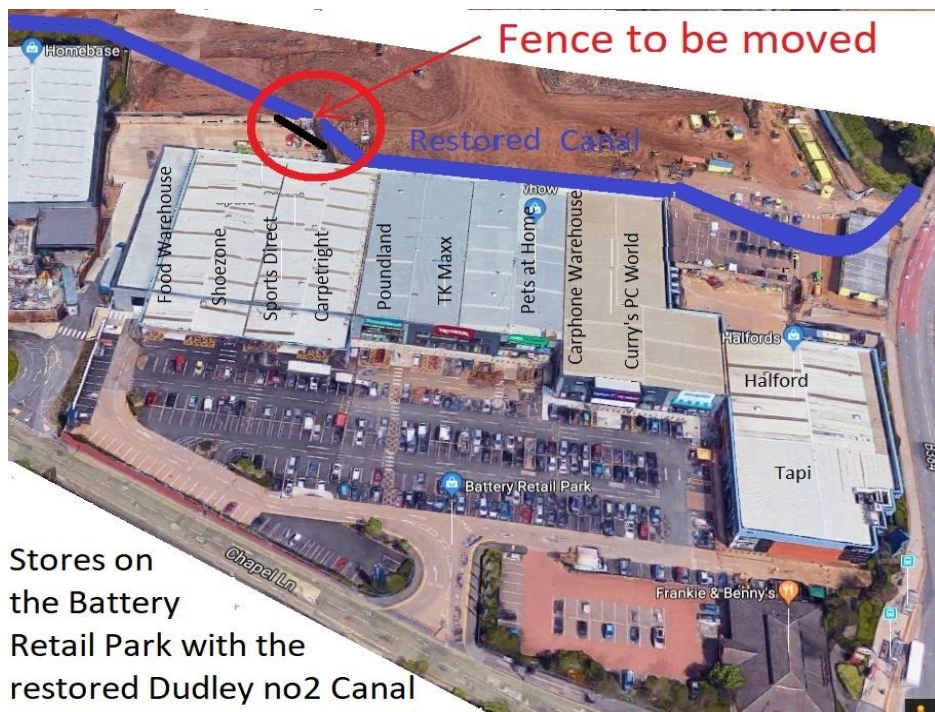 Homebase
Fence to be moved
Restored Canal
Food Warehouse
Shoezone
Sports Direct
Carpetright
Poundland
TK Maxx
Pets at Home
Carphone Warehouse
Curry's PC World
Halfords
Halford
Tapi
Battery Retail Park
Chapel Ln
Frankie & Benny's
B384
Stores on
the Battery
Retail Park with the
restored Dudley no2 Canal